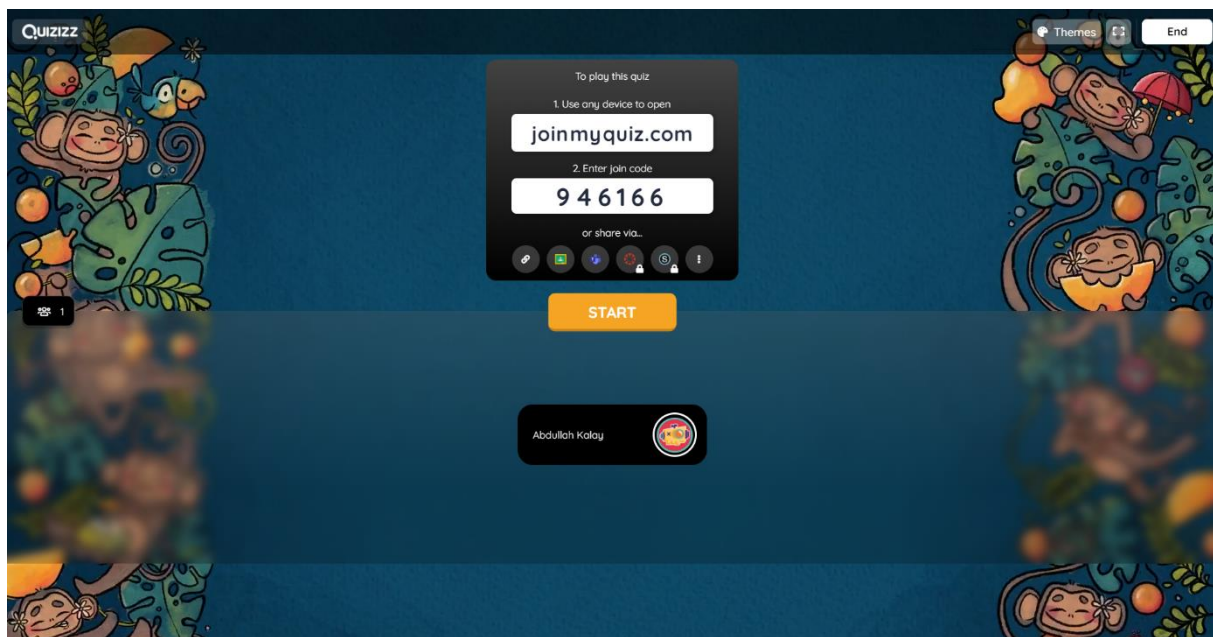 Quizizz
Themes
End
To play this quiz
1. Use any device to open
joinmyquiz.com
2. Enter join code
946166
or share via...
1
START
Abdullah Kalay